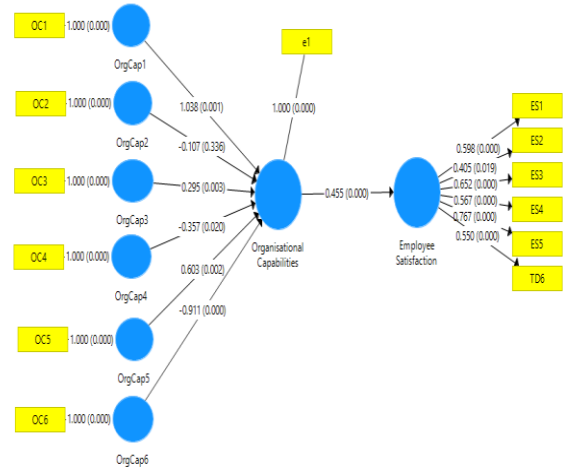 OC1
1.000 (0.000)
OrgCap1
e1
1.038 (0.001)
1.000 (0.000)
OC2
1.000 (0.000)
OrgCap2
-0.107 (0.336)
OC3
1.000 (0.000)
OrgCap3
0.295 (0.003)
OC4
1.000 (0.000)
OrgCap4
-0.357 (0.020)
OC5
1.000 (0.000)
OrgCap5
0.603 (0.002)
OC6
1.000 (0.000)
OrgCap6
-0.911 (0.000)
Organisational
Capabilities
0.455 (0.000)
Employee
Satisfaction
0.598 (0.000)
0.405 (0.019)
0.652 (0.000)
0.567 (0.000)
0.767 (0.000)
0.550 (0.000)
ES1
ES2
ES3
ES4
ES5
TD6